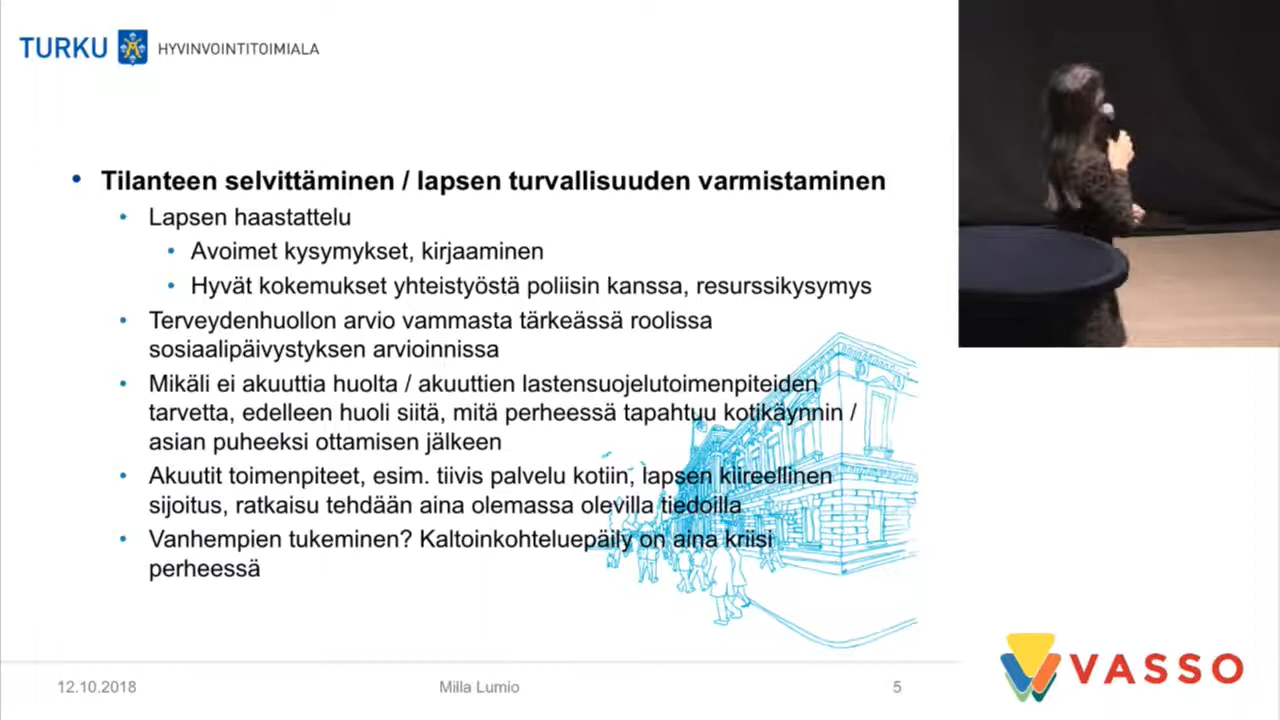 TURKU HYVINVOINTITOIMIALA
• Tilanteen selvittäminen / lapsen turvallisuuden varmistaminen
• Lapsen haastattelu
• Avoimet kysymykset, kirjaaminen
• Hyvät kokemukset yhteistyöstä poliisin kanssa, resurssikysymys
• Terveydenhuollon arvio vammasta tärkeässä roolissa
sosiaalipäivystyksen arvioinnissa
• Mikäli ei akuuttia huolta / akuuttien lastensuojelutoimenpiteiden
tarvetta, edelleen huoli siitä, mitä perheessä tapahtuu kotikäynnin /
asian puheeksi ottamisen jälkeen
• Akuutit toimenpiteet, esim. tiivis palvelu kotiin, lapsen kiireellinen
sijoitus, ratkaisu tehdään aina olemassa olevilla tiedoilla
• Vanhempien tukeminen? Kaltoinkohteluepäily on aina kriisi
perheessä
12.10.2018 Milla Lumio 5
VASSO